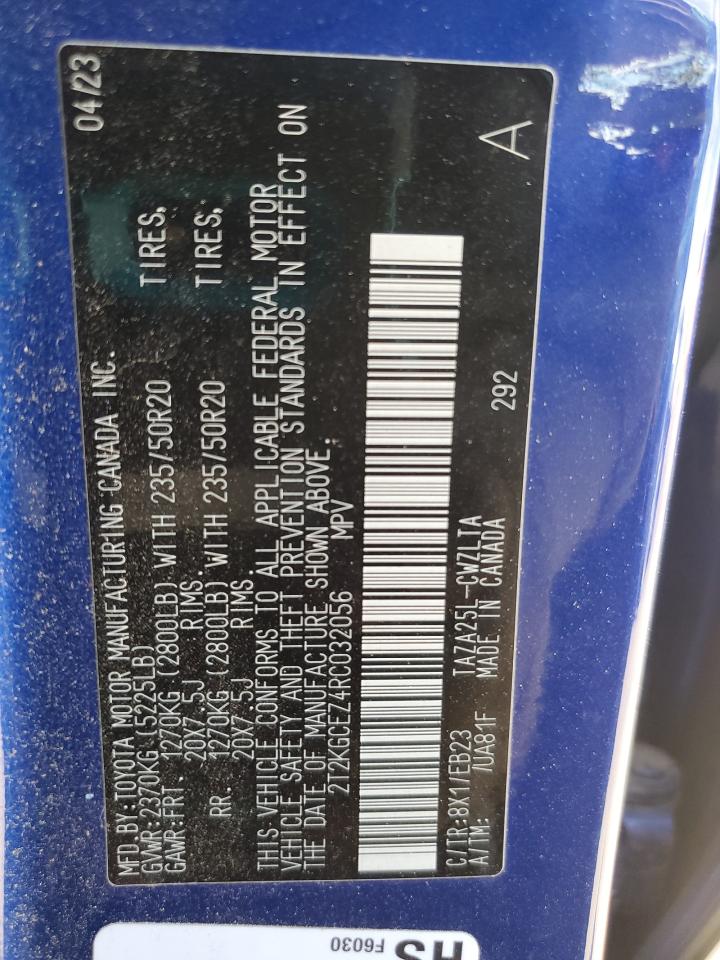 MFD.BY:TOYOTA MOTOR MANUFACTURING CANADA INC. 04/23
GVWR:2370KG (5225LB)
GAWR:FRT. 1270KG (2800LB) WITH 235/50R20 TIRES,
20X7.5J RIMS.
RR. 1270KG (2800LB) WITH 235/50R20 TIRES,
20X7.5J RIMS.
THIS VEHICLE CONFORMS TO ALL APPLICABLE FEDERAL MOTOR
VEHICLE SAFETY AND THEFT PREVENTION STANDARDS IN EFFECT ON
THE DATE OF MANUFACTURE SHOWN ABOVE.
2T2KGCEZ4RC032056 MPV
C/TR:8X1/EB23 TAZA25L-CWZLTA
A/TM: /UA81F MADE IN CANADA
292
A
HS
F6030